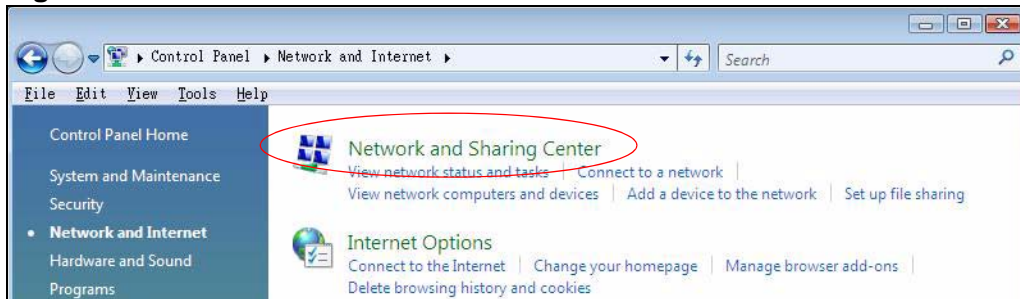 Control Panel Network and Internet
Search
File Edit View Tools Help
Control Panel Home
System and Maintenance
Security
Network and Internet
Hardware and Sound
Programs
Network and Sharing Center
View network status and tasks Connect to a network
View network computers and devices Add a device to the network Set up file sharing
Internet Options
Connect to the Internet Change your homepage Manage browser add-ons
Delete browsing history and cookies